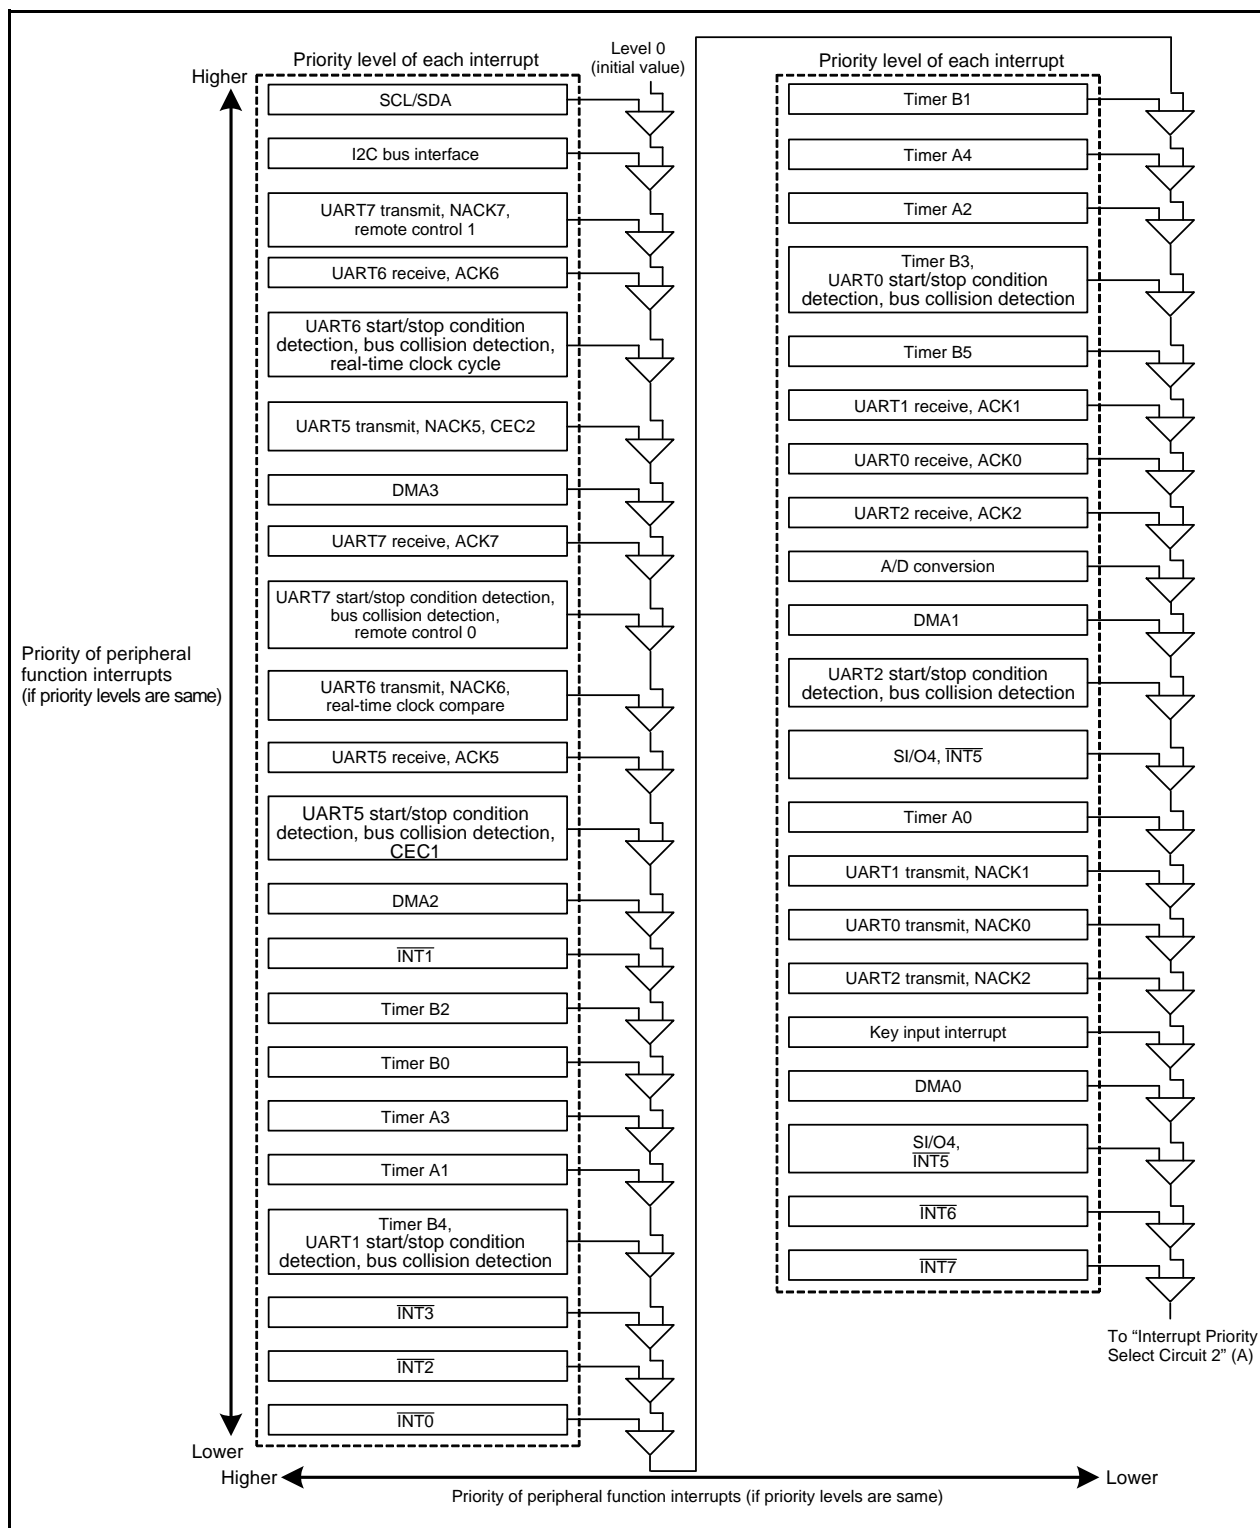 Level 0
(initial value)
Priority level of each interrupt
Higher
SCL/SDA
I2C bus interface
UART7 transmit, NACK7,
remote control 1
UART6 receive, ACK6
UART6 start/stop condition
detection, bus collision detection,
real-time clock cycle
UART5 transmit, NACK5, CEC2
DMA3
UART7 receive, ACK7
UART7 start/stop condition detection,
bus collision detection,
remote control 0
Priority of peripheral
function interrupts
(if priority levels are same)
UART6 transmit, NACK6,
real-time clock compare
UART5 receive, ACK5
UART5 start/stop condition
detection, bus collision detection,
CEC1
DMA2
INT1
Timer B2
Timer B0
Timer A3
Timer A1
Timer B4,
UART1 start/stop condition
detection, bus collision detection
INT3
INT2
INT0
Lower
Priority level of each interrupt
Timer B1
Timer A4
Timer A2
Timer B3,
UART0 start/stop condition
detection, bus collision detection
Timer B5
UART1 receive, ACK1
UART0 receive, ACK0
UART2 receive, ACK2
A/D conversion
DMA1
UART2 start/stop condition
detection, bus collision detection
SI/O4, INT5
Timer A0
UART1 transmit, NACK1
UART0 transmit, NACK0
UART2 transmit, NACK2
Key input interrupt
DMA0
SI/O4,
INT5
INT6
INT7
To “Interrupt Priority
Select Circuit 2” (A)
Higher
Lower
Priority of peripheral function interrupts (if priority levels are same)